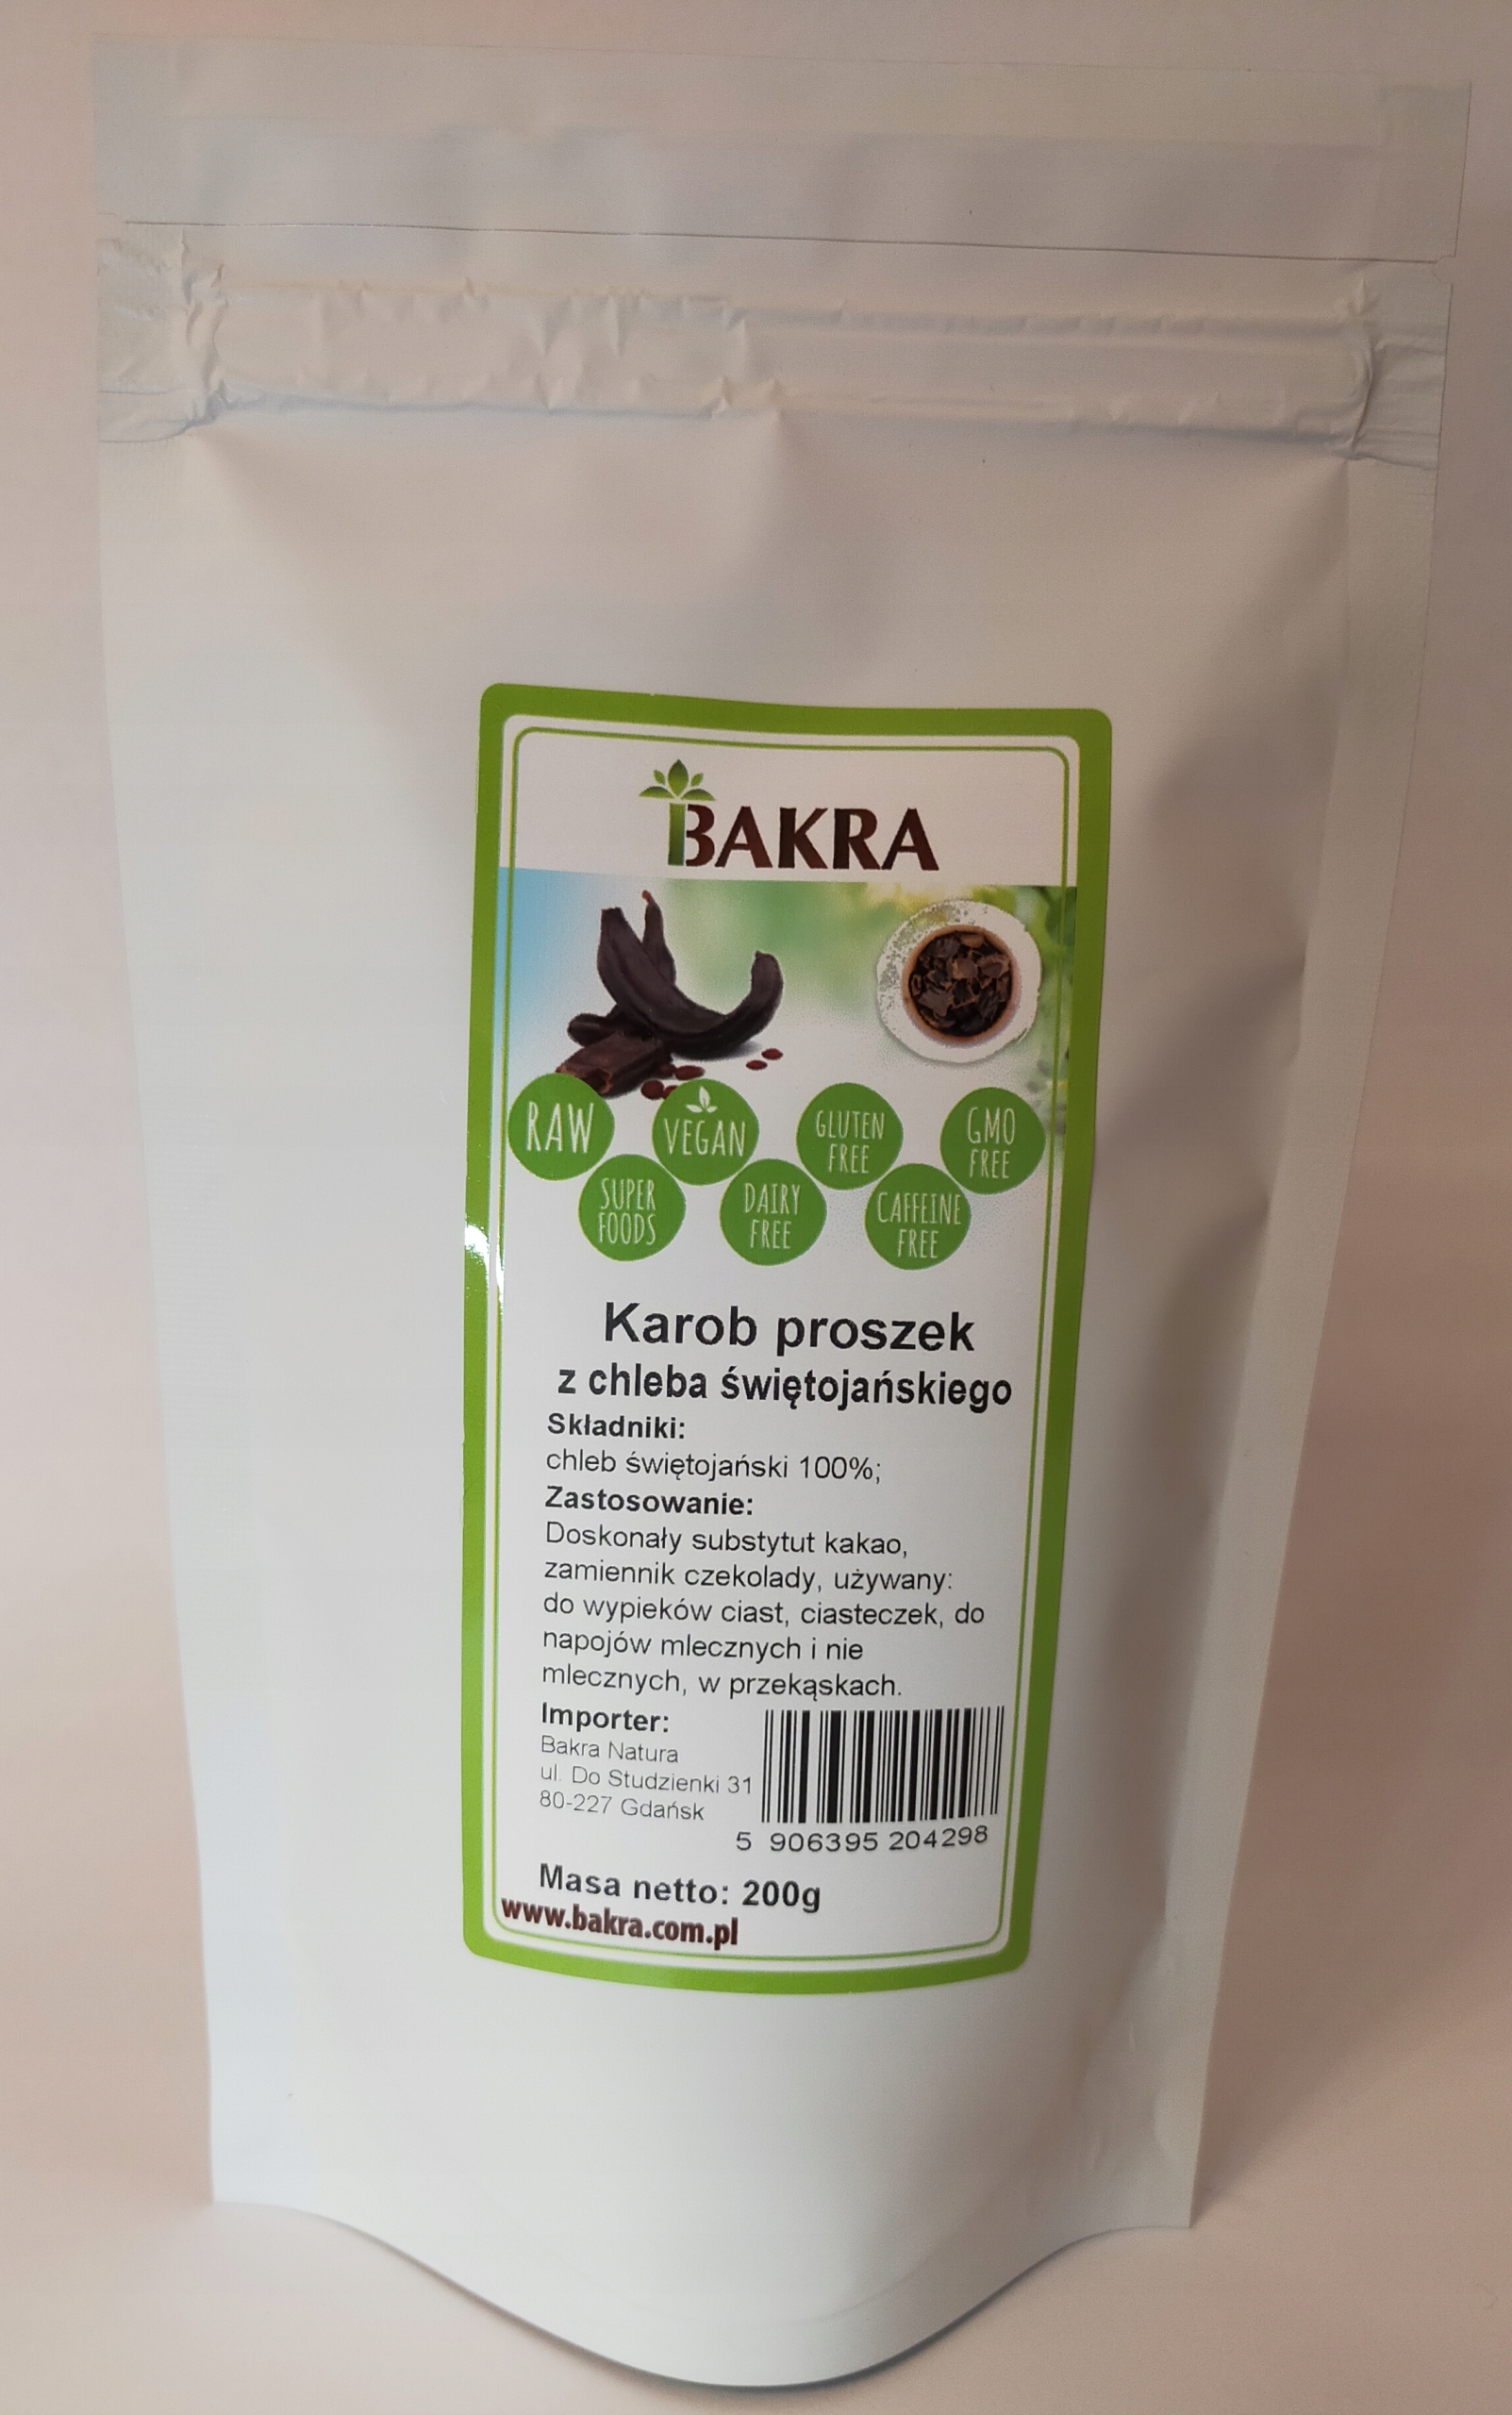 BAKRA
RAW
VEGAN
GLUTEN
FREE
GMO
FREE
SUPER
FOODS
DAIRY
FREE
CAFFEINE
FREE
Karob proszek
z chleba świętojańskiego
Składniki:
chleb świętojański 100%;
Zastosowanie:
Doskonały substytut kakao,
zamiennik czekolady, używany:
do wypieków ciast, ciasteczek, do
napojów mlecznych i nie
mlecznych, w przekąskach.
Importer:
Bakra Natura
ul. Do Studzienki 31
80-227 Gdańsk
5 906395 204298
Masa netto: 200g
www.bakra.com.pl